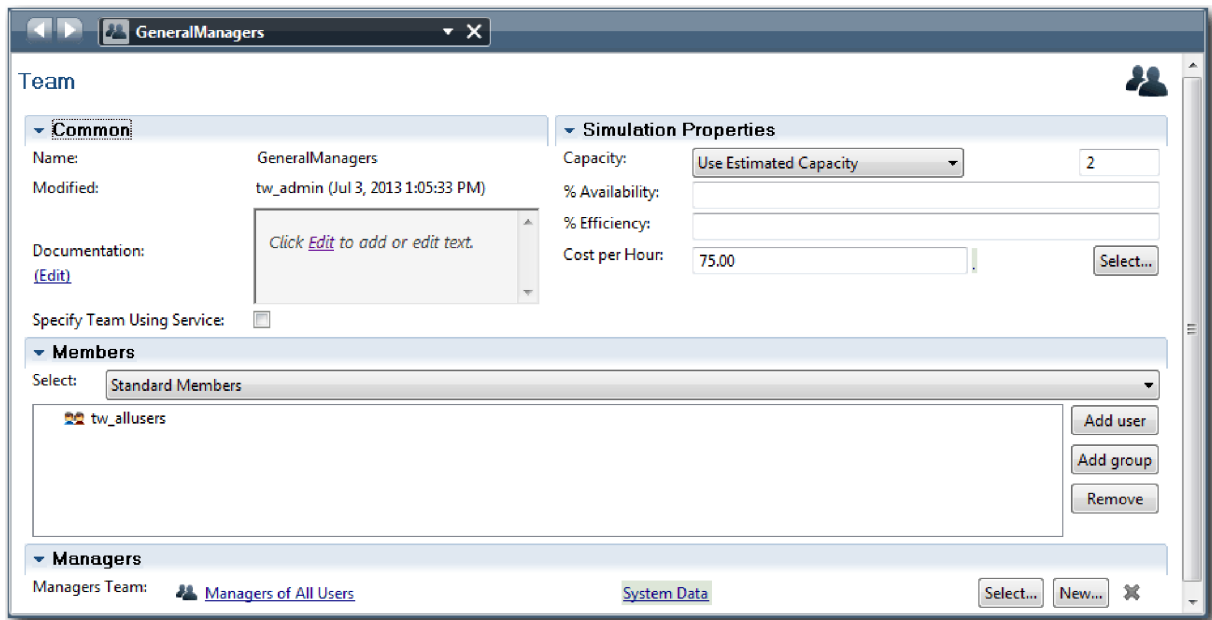 GeneralManagers
Team
Common
Name: GeneralManagers
Modified: tw_admin (Jul 3, 2013 1:05:33 PM)
Documentation:
(Edit)
Click Edit to add or edit text.
Specify Team Using Service:
Simulation Properties
Capacity: Use Estimated Capacity 2
% Availability:
% Efficiency:
Cost per Hour: 75.00 . Select...
Members
Select: Standard Members
tw_allusers
Add user
Add group
Remove
Managers
Managers Team: Managers of All Users System Data Select... New...